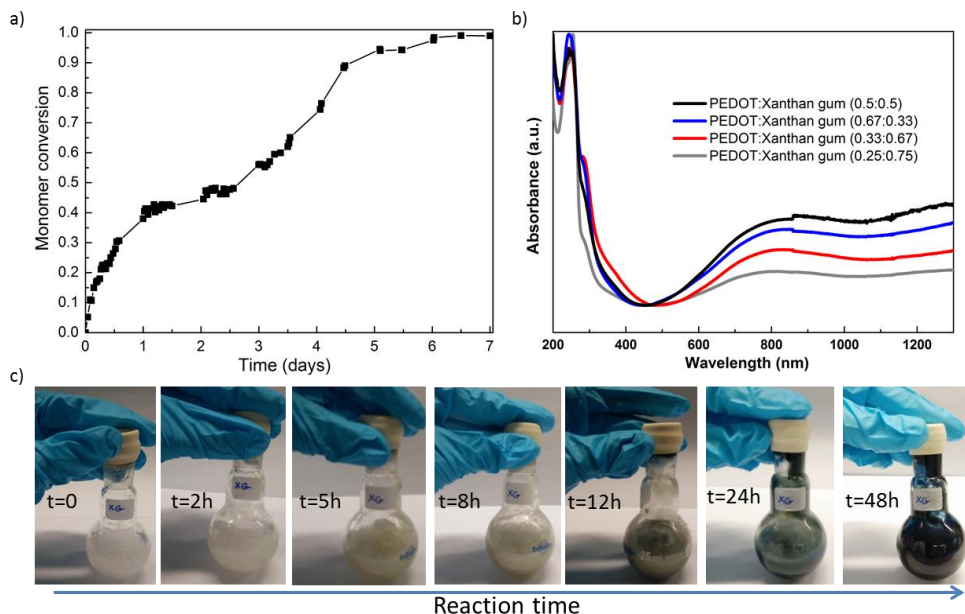 a)
1.0
0.9
0.8
0.7
0.6
0.5
0.4
0.3
0.2
0.1
0.0
Monomer conversion
0 1 2 3 4 5 6 7
Time (days)
b)
Absorbance (a.u.)
PEDOT:Xanthan gum (0.5:0.5)
PEDOT:Xanthan gum (0.67:0.33)
PEDOT:Xanthan gum (0.33:0.67)
PEDOT:Xanthan gum (0.25:0.75)
200 400 600 800 1000 1200
Wavelength (nm)
c)
XG XG XG XG XG XG XG
t=0 t=2h t=5h t=8h t=12h t=24h t=48h
Reaction time